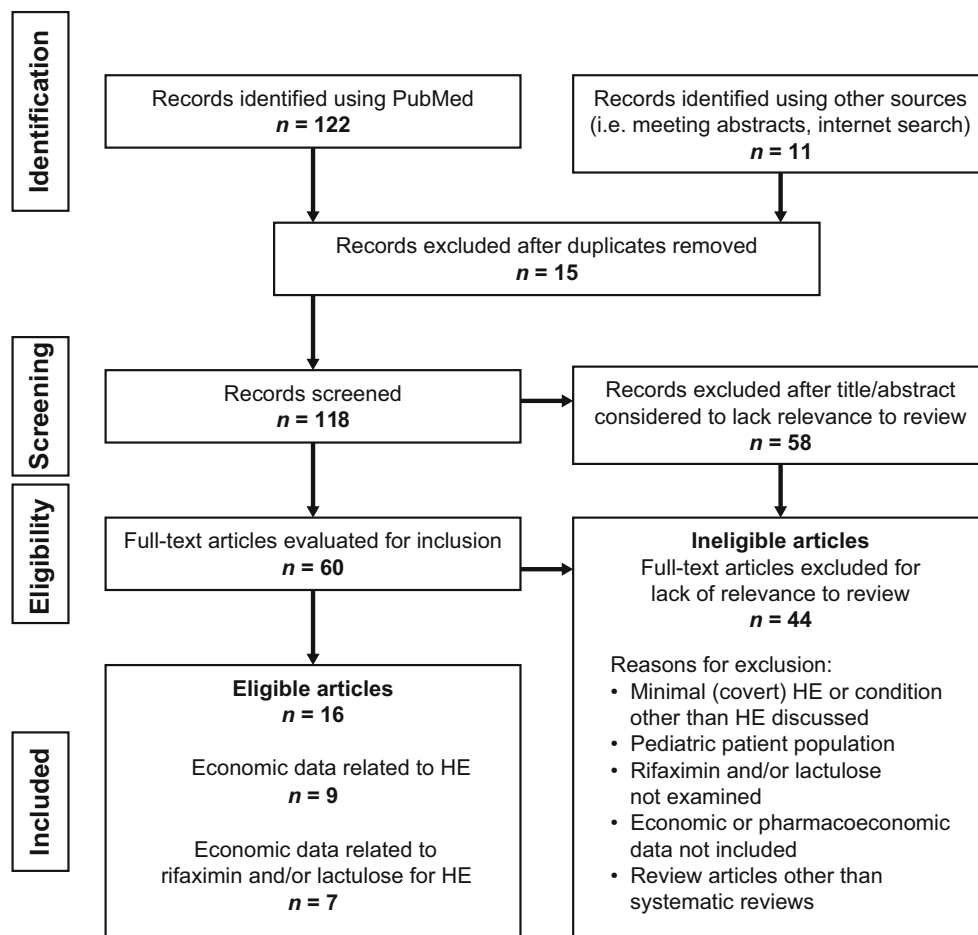 Identification
Records identified using PubMed
n = 122
Records identified using other sources
(i.e. meeting abstracts, internet search)
n = 11
Records excluded after duplicates removed
n = 15
Screening
Records screened
n = 118
Records excluded after title/abstract
considered to lack relevance to review
n = 58
Eligibility
Full-text articles evaluated for inclusion
n = 60
Ineligible articles
Full-text articles excluded for
lack of relevance to review
n = 44
Reasons for exclusion:
• Minimal (covert) HE or condition
other than HE discussed
• Pediatric patient population
• Rifaximin and/or lactulose
not examined
• Economic or pharmacoeconomic
data not included
• Review articles other than
systematic reviews
Included
Eligible articles
n = 16
Economic data related to HE
n = 9
Economic data related to
rifaximin and/or lactulose for HE
n = 7